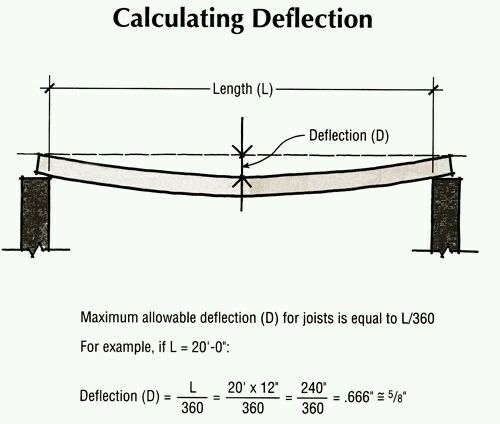 Calculating Deflection
Length (L)
Deflection (D)
Maximum allowable deflection (D) for joists is equal to L/360
For example, if L = 20'-0":
Deflection (D) = L/360 = 20' x 12"/360 = 240"/360 = .666" ≅ 5/8"